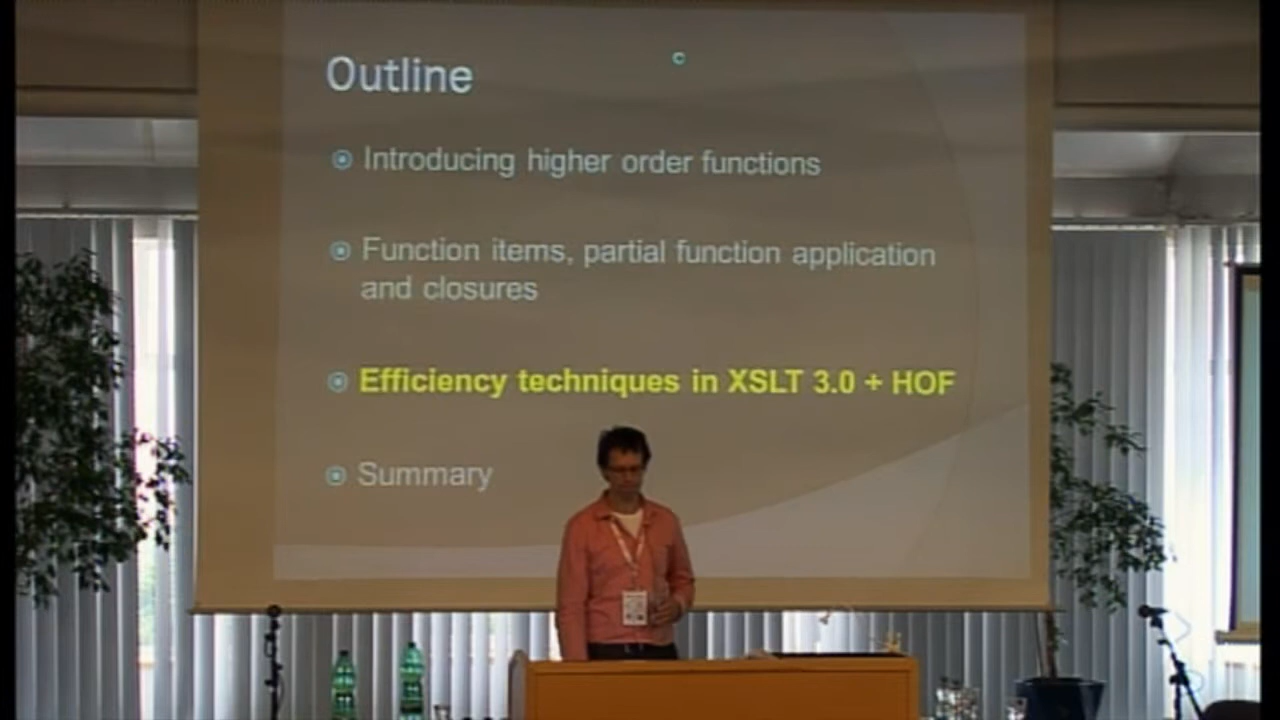 Outline
Introducing higher order functions
Function items, partial function application
and closures
Efficiency techniques in XSLT 3.0 + HOF
Summary